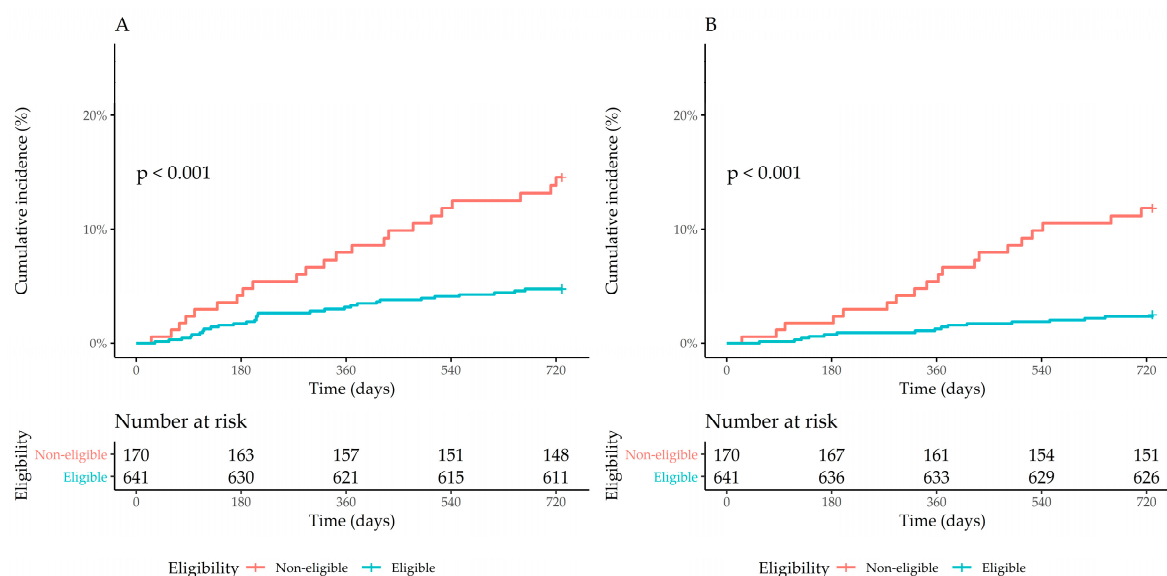 A
Cumulative incidence (%)
20%
10%
0%
p < 0.001
0 180 360 540 720
Time (days)
Number at risk
Eligibility
Non-eligible 170 163 157 151 148
Eligible 641 630 621 615 611
0 180 360 540 720
Time (days)
Eligibility Non-eligible Eligible
B
Cumulative incidence (%)
20%
10%
0%
p < 0.001
0 180 360 540 720
Time (days)
Number at risk
Eligibility
Non-eligible 170 167 161 154 151
Eligible 641 636 633 629 626
0 180 360 540 720
Time (days)
Eligibility Non-eligible Eligible